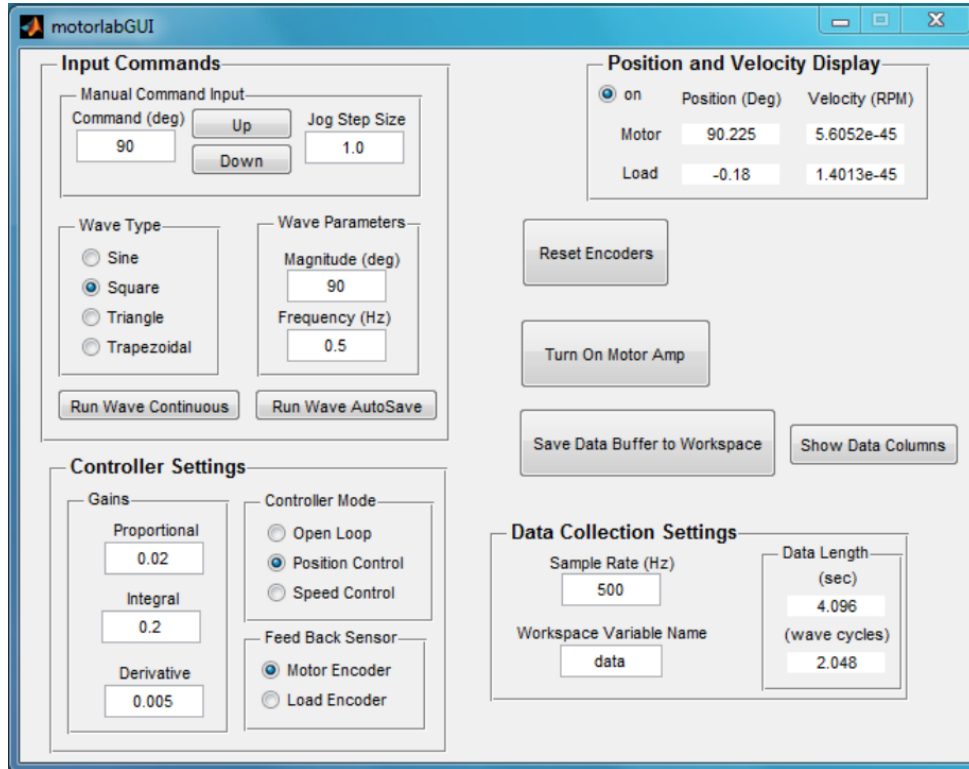 motorlabGUI
Input Commands
Manual Command Input
Command (deg)
90
Up
Down
Jog Step Size
1.0
Wave Type
Sine
Square
Triangle
Trapezoidal
Wave Parameters
Magnitude (deg)
90
Frequency (Hz)
0.5
Run Wave Continuous
Run Wave AutoSave
Controller Settings
Gains
Proportional
0.02
Integral
0.2
Derivative
0.005
Controller Mode
Open Loop
Position Control
Speed Control
Feed Back Sensor
Motor Encoder
Load Encoder
Position and Velocity Display
on Position (Deg) Velocity (RPM)
Motor 90.225 5.6052e-45
Load -0.18 1.4013e-45
Reset Encoders
Turn On Motor Amp
Save Data Buffer to Workspace
Show Data Columns
Data Collection Settings
Sample Rate (Hz)
500
Workspace Variable Name
data
Data Length
(sec)
4.096
(wave cycles)
2.048